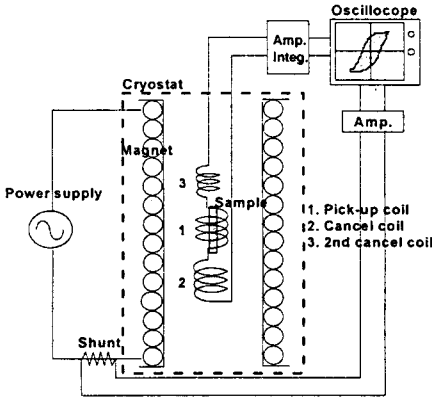 Oscillocope
Amp.
Integ.
Cryostat
Amp.
Magnet
Power supply
3
Sample
1
2
1. Pick-up coil
2. Cancel coil
3. 2nd cancel coil
Shunt